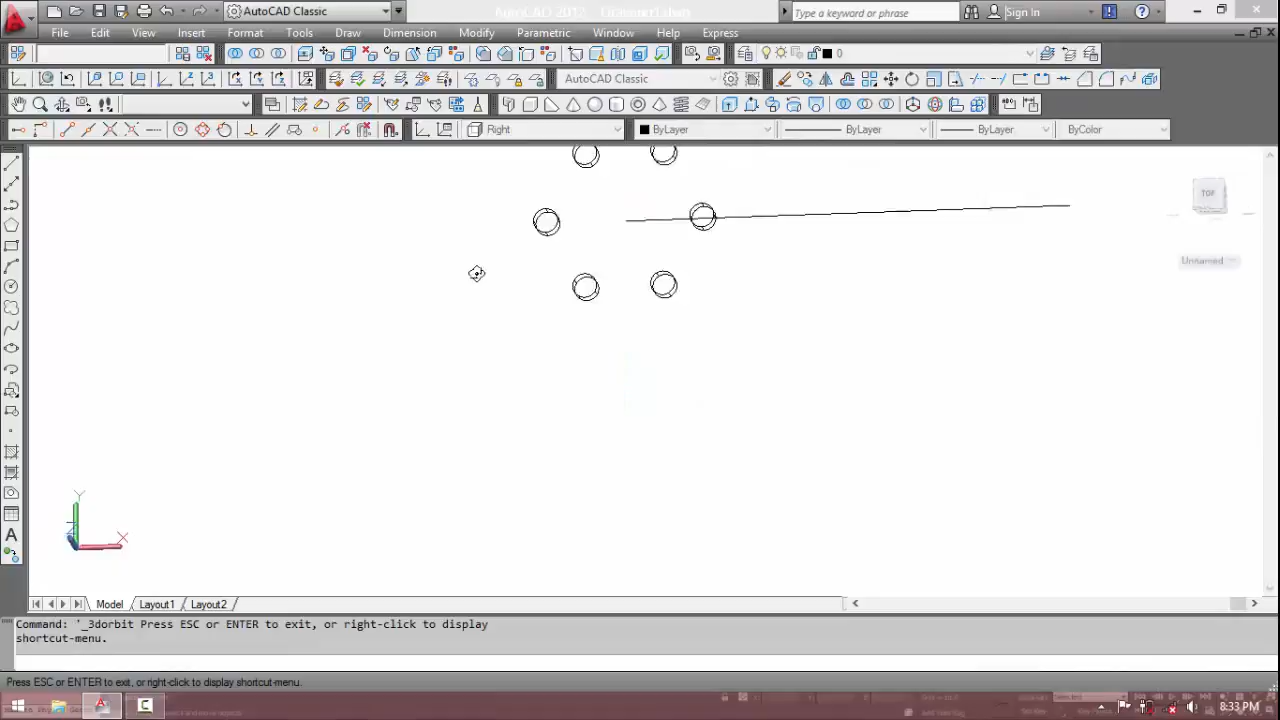 AutoCAD Classic
AutoCAD 2012
Type a keyword or phrase
Sign In
File Edit View Insert Format Tools Draw Dimension Modify Parametric Window Help Express
0
AutoCAD Classic
Right
ByLayer
ByLayer
ByLayer
ByColor
TOP
Unnamed
Y
X
A
Model Layout1 Layout2
Command: '_3dorbit Press ESC or ENTER to exit, or right-click to display
shortcut-menu.
Press ESC or ENTER to exit, or right-click to display shortcut-menu.
8:33 PM